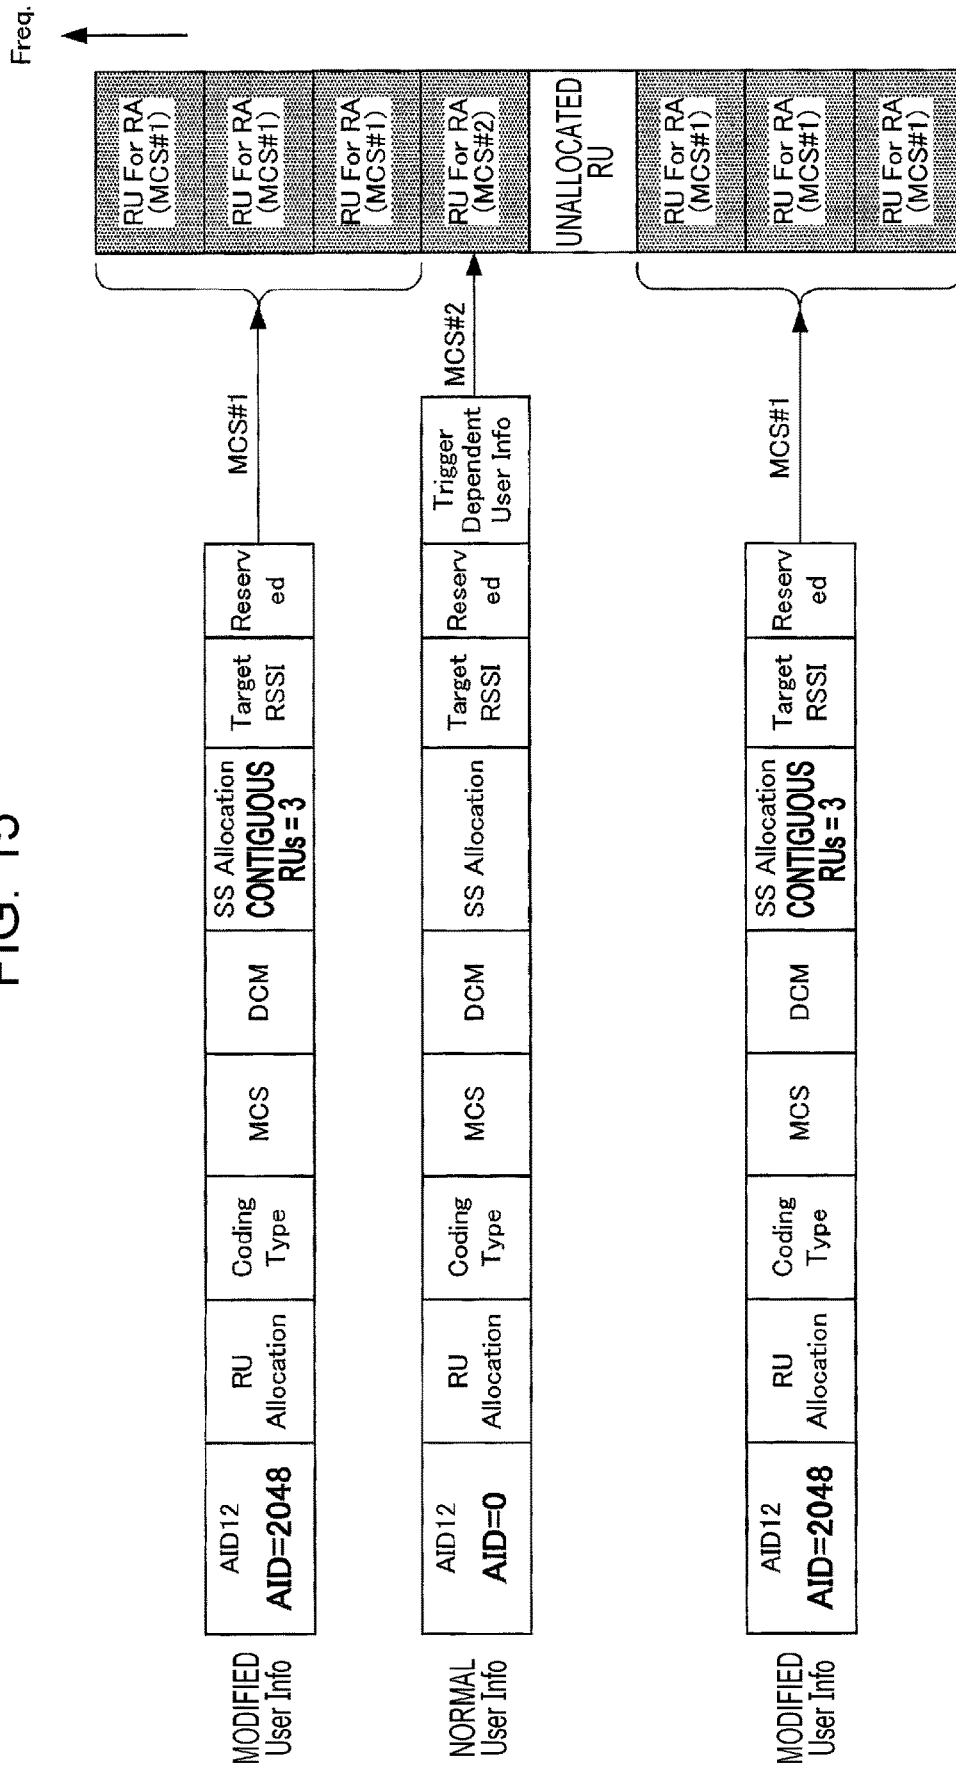 FIG. 15
Freq.
MODIFIED
User Info
AID12
AID=2048
RU
Allocation
Coding
Type
MCS
DCM
SS Allocation
CONTIGUOUS
RUs = 3
Target
RSSI
Reserv
ed
MCS#1
RU For RA
(MCS#1)
RU For RA
(MCS#1)
RU For RA
(MCS#1)
NORMAL
User Info
AID12
AID=0
RU
Allocation
Coding
Type
MCS
DCM
SS Allocation
Target
RSSI
Reserv
ed
Trigger
Dependent
User Info
MCS#2
RU For RA
(MCS#2)
UNALLOCATED
RU
MODIFIED
User Info
AID12
AID=2048
RU
Allocation
Coding
Type
MCS
DCM
SS Allocation
CONTIGUOUS
RUs = 3
Target
RSSI
Reserv
ed
MCS#1
RU For RA
(MCS#1)
RU For RA
(MCS#1)
RU For RA
(MCS#1)